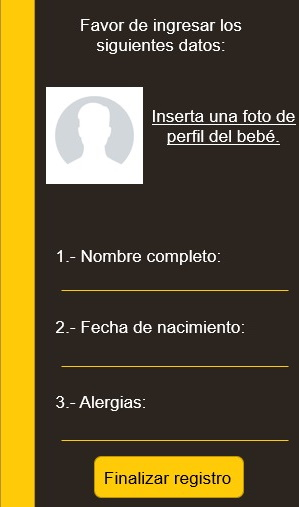 Favor de ingresar los
siguientes datos:
Inserta una foto de
perfil del bebé.
1.- Nombre completo:
2.- Fecha de nacimiento:
3.- Alergias:
Finalizar registro